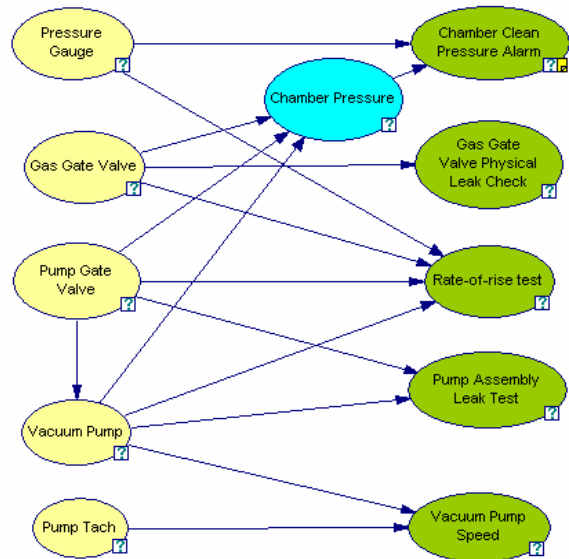 Pressure
Gauge
?
Chamber Clean
Pressure Alarm
?
Chamber Pressure
?
Gas Gate Valve
?
Gas Gate
Valve Physical
Leak Check
?
Pump Gate
Valve
?
Rate-of-rise test
?
Pump Assembly
Leak Test
?
Vacuum Pump
?
Pump Tach
?
Vacuum Pump
Speed
?